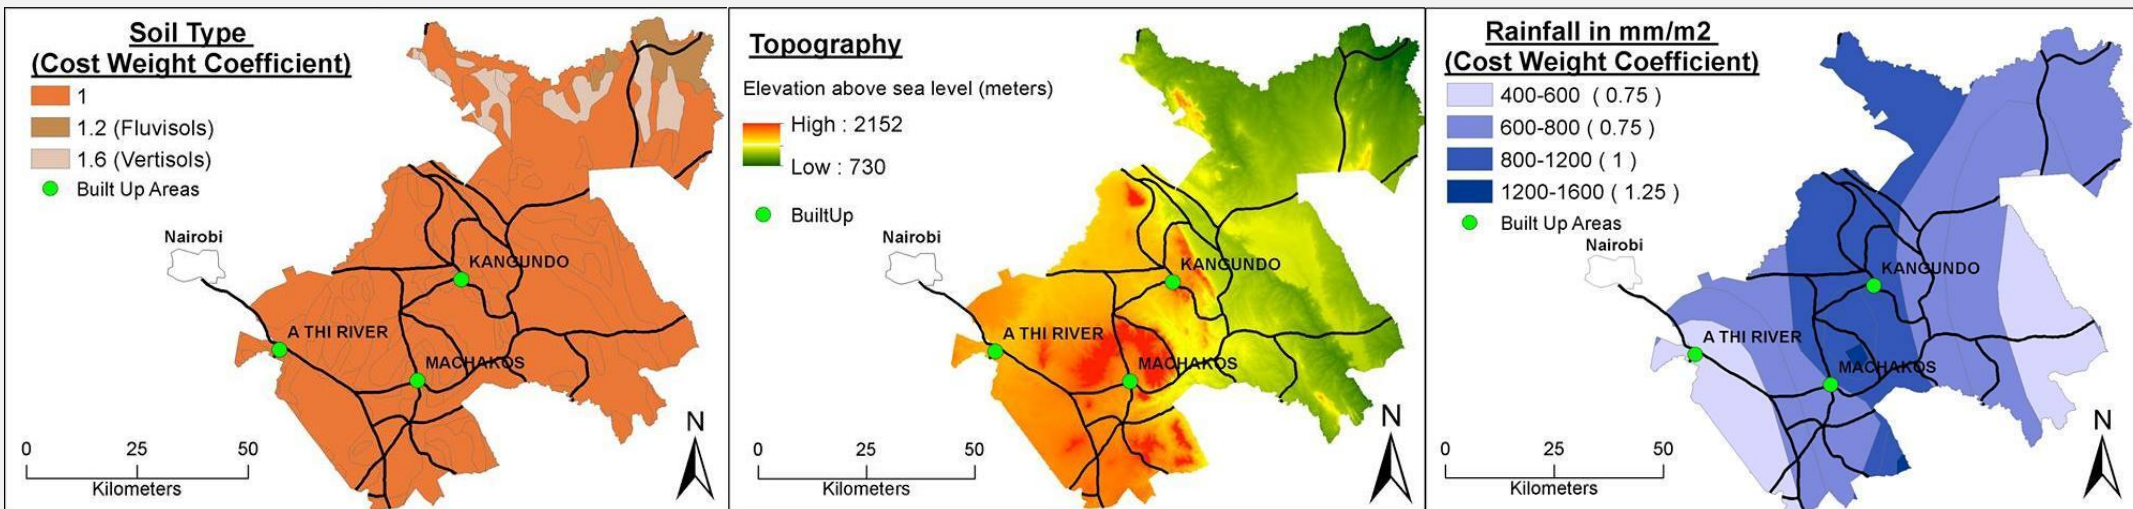 Soil Type
(Cost Weight Coefficient)
1
1.2 (Fluvisols)
1.6 (Vertisols)
Built Up Areas
Nairobi
KANGUNDO
A THI RIVER
MACHAKOS
N
0 25 50
Kilometers
Topography
Elevation above sea level (meters)
High : 2152
Low : 730
BuiltUp
Nairobi
KANGUNDO
A THI RIVER
MACHAKOS
N
0 25 50
Kilometers
Rainfall in mm/m2
(Cost Weight Coefficient)
400-600 ( 0.75 )
600-800 ( 0.75 )
800-1200 ( 1 )
1200-1600 ( 1.25 )
Built Up Areas
Nairobi
KANGUNDO
A THI RIVER
MACHAKOS
N
0 25 50
Kilometers